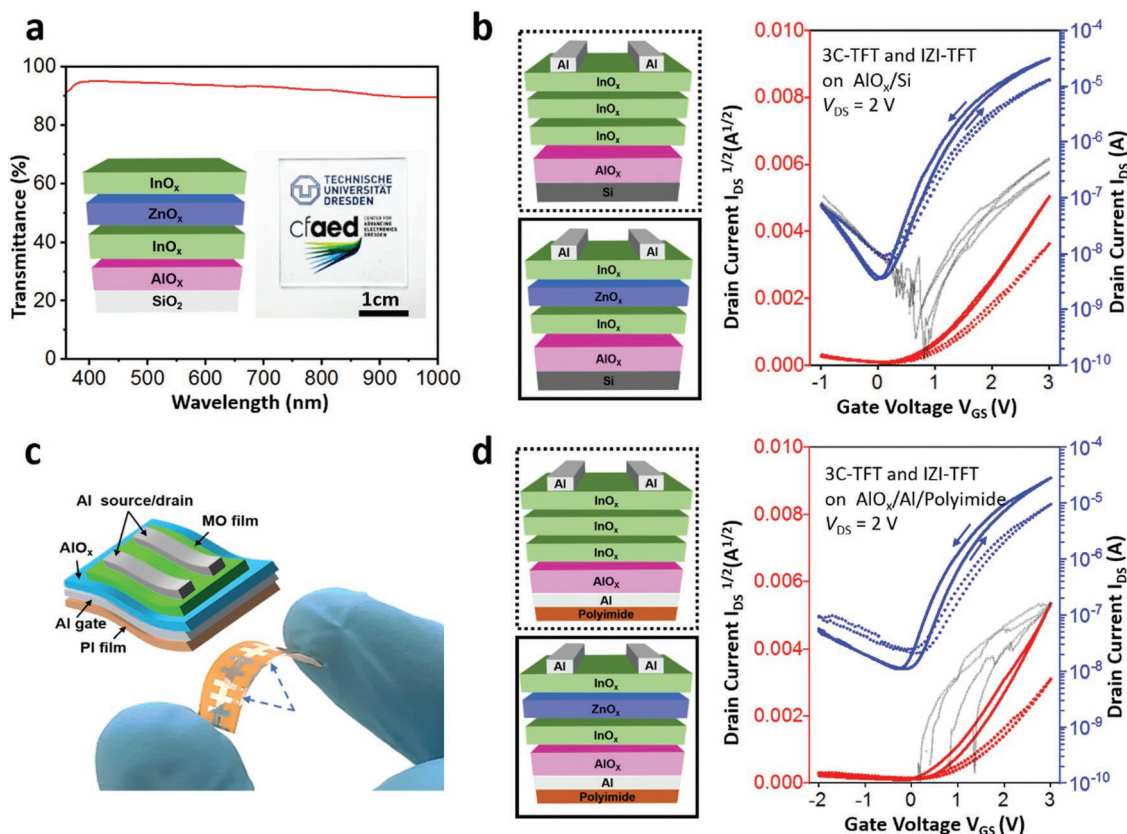 a
100
80
60
40
20
0
Transmittance (%)
400 500 600 700 800 900 1000
Wavelength (nm)
InOx
ZnOx
InOx
AlOx
SiO2
TECHNISCHE
UNIVERSITÄT
DRESDEN
cfaed
CENTER FOR
ADVANCING
ELECTRONICS
DRESDEN
1cm
b
Al Al
InOx
InOx
InOx
AlOx
Si
Al Al
InOx
ZnOx
InOx
AlOx
Si
3C-TFT and IZI-TFT
on AlOx/Si
VDS = 2 V
Drain Current IDS 1/2(A1/2)
0.010
0.008
0.006
0.004
0.002
0.000
-1 0 1 2 3
Gate Voltage VGS (V)
10-4
10-5
10-6
10-7
10-8
10-9
10-10
Drain Current IDS (A)
c
Al
source/drain
MO film
AlOx
Al gate
PI film
d
Al Al
InOx
InOx
InOx
AlOx
Al
Polyimide
Al Al
InOx
ZnOx
InOx
AlOx
Al
Polyimide
3C-TFT and IZI-TFT
on AlOx/Al/Polyimide
VDS = 2 V
Drain Current IDS 1/2(A1/2)
0.010
0.008
0.006
0.004
0.002
0.000
-2 -1 0 1 2 3
Gate Voltage VGS (V)
10-4
10-5
10-6
10-7
10-8
10-9
10-10
Drain Current IDS (A)